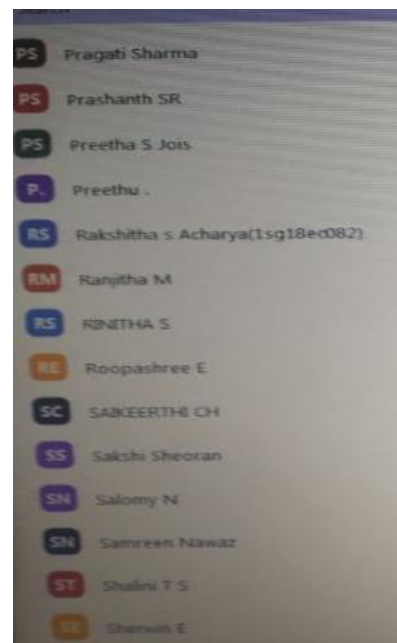 PS Pragati Sharma
PS Prashanth SR
PS Preetha S Jois
P. Preethu .
RS Rakshitha s Acharya(1sg18ec082)
RM Ranjitha M
RS RINITHA S
RE Roopashree E
SC SAIKEERTHI CH
SS Sakshi Sheoran
SN Salomy N
SN Samreen Nawaz
ST Shalini T S
SE Sherwin E